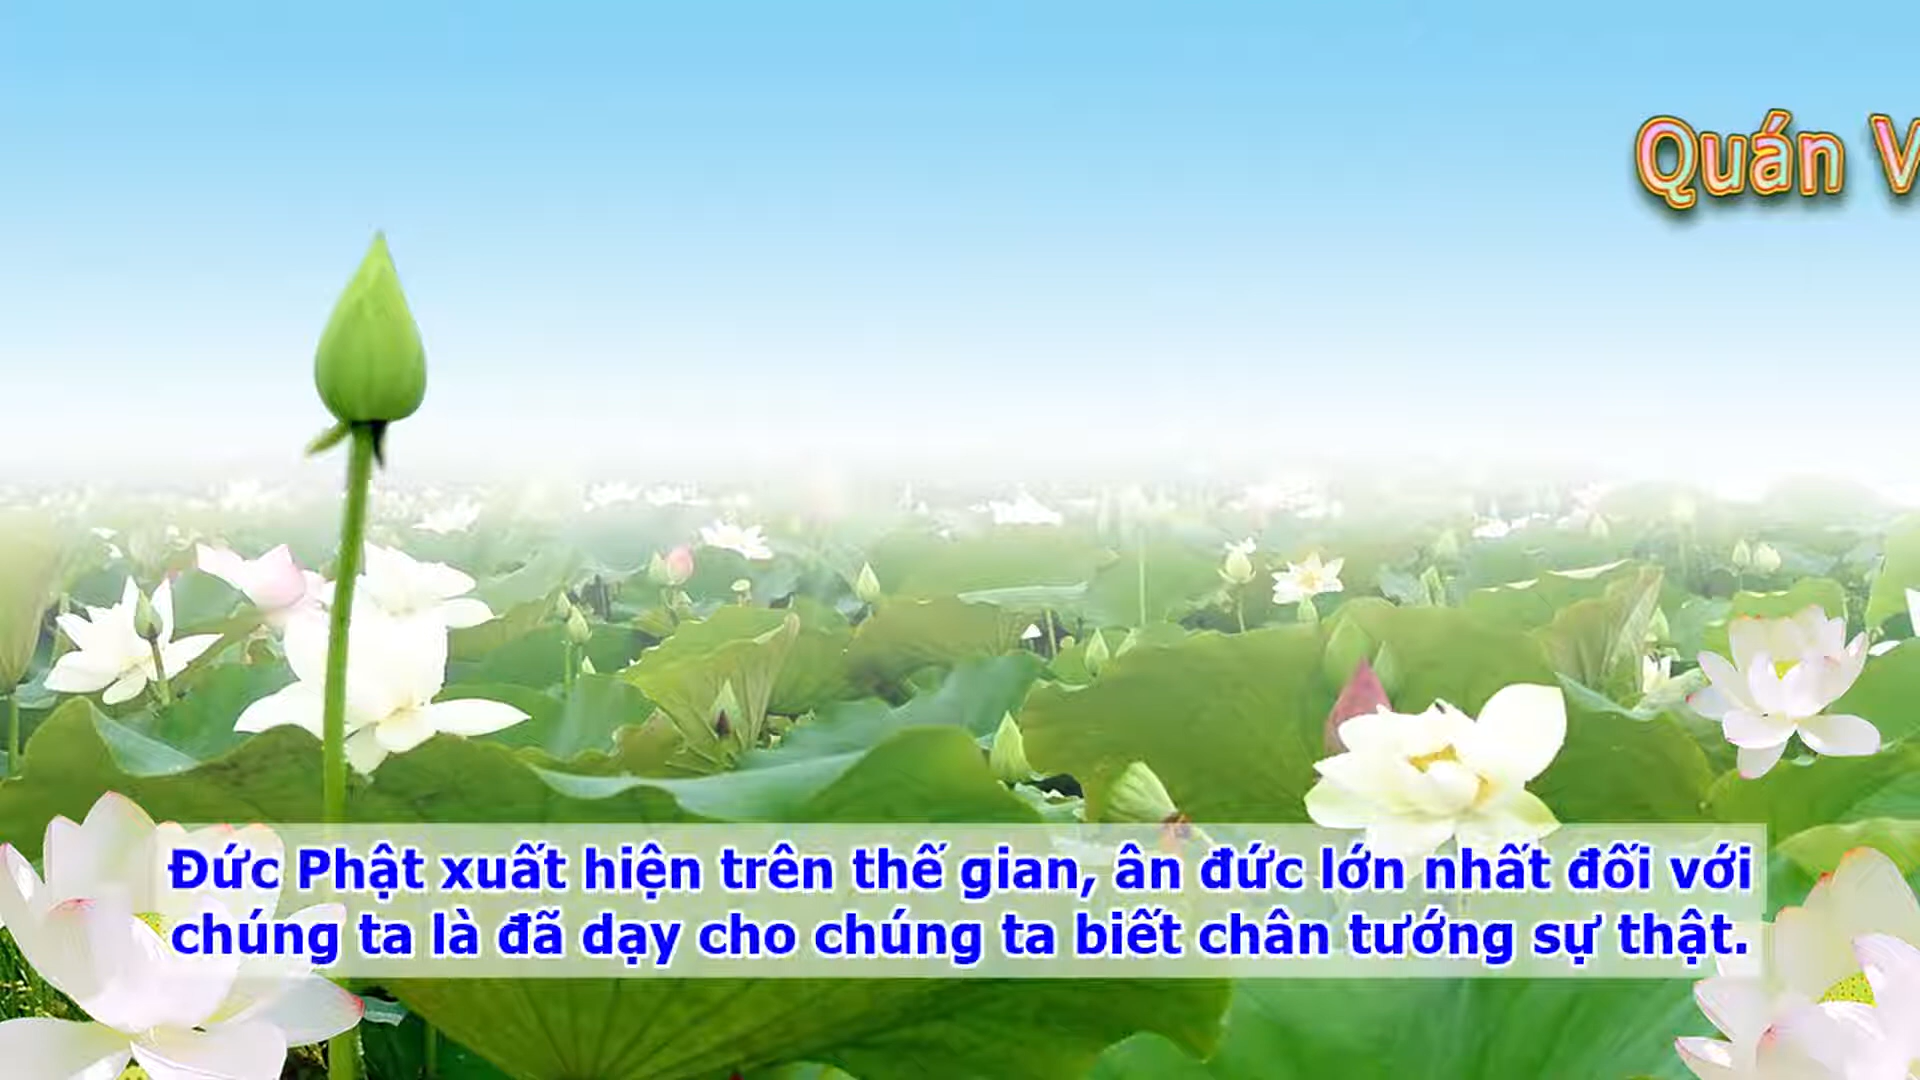 Quán
Đức Phật xuất hiện trên thế gian, ân đức lớn nhất đối với
chúng ta là đã dạy cho chúng ta biết chân tướng sự thật.